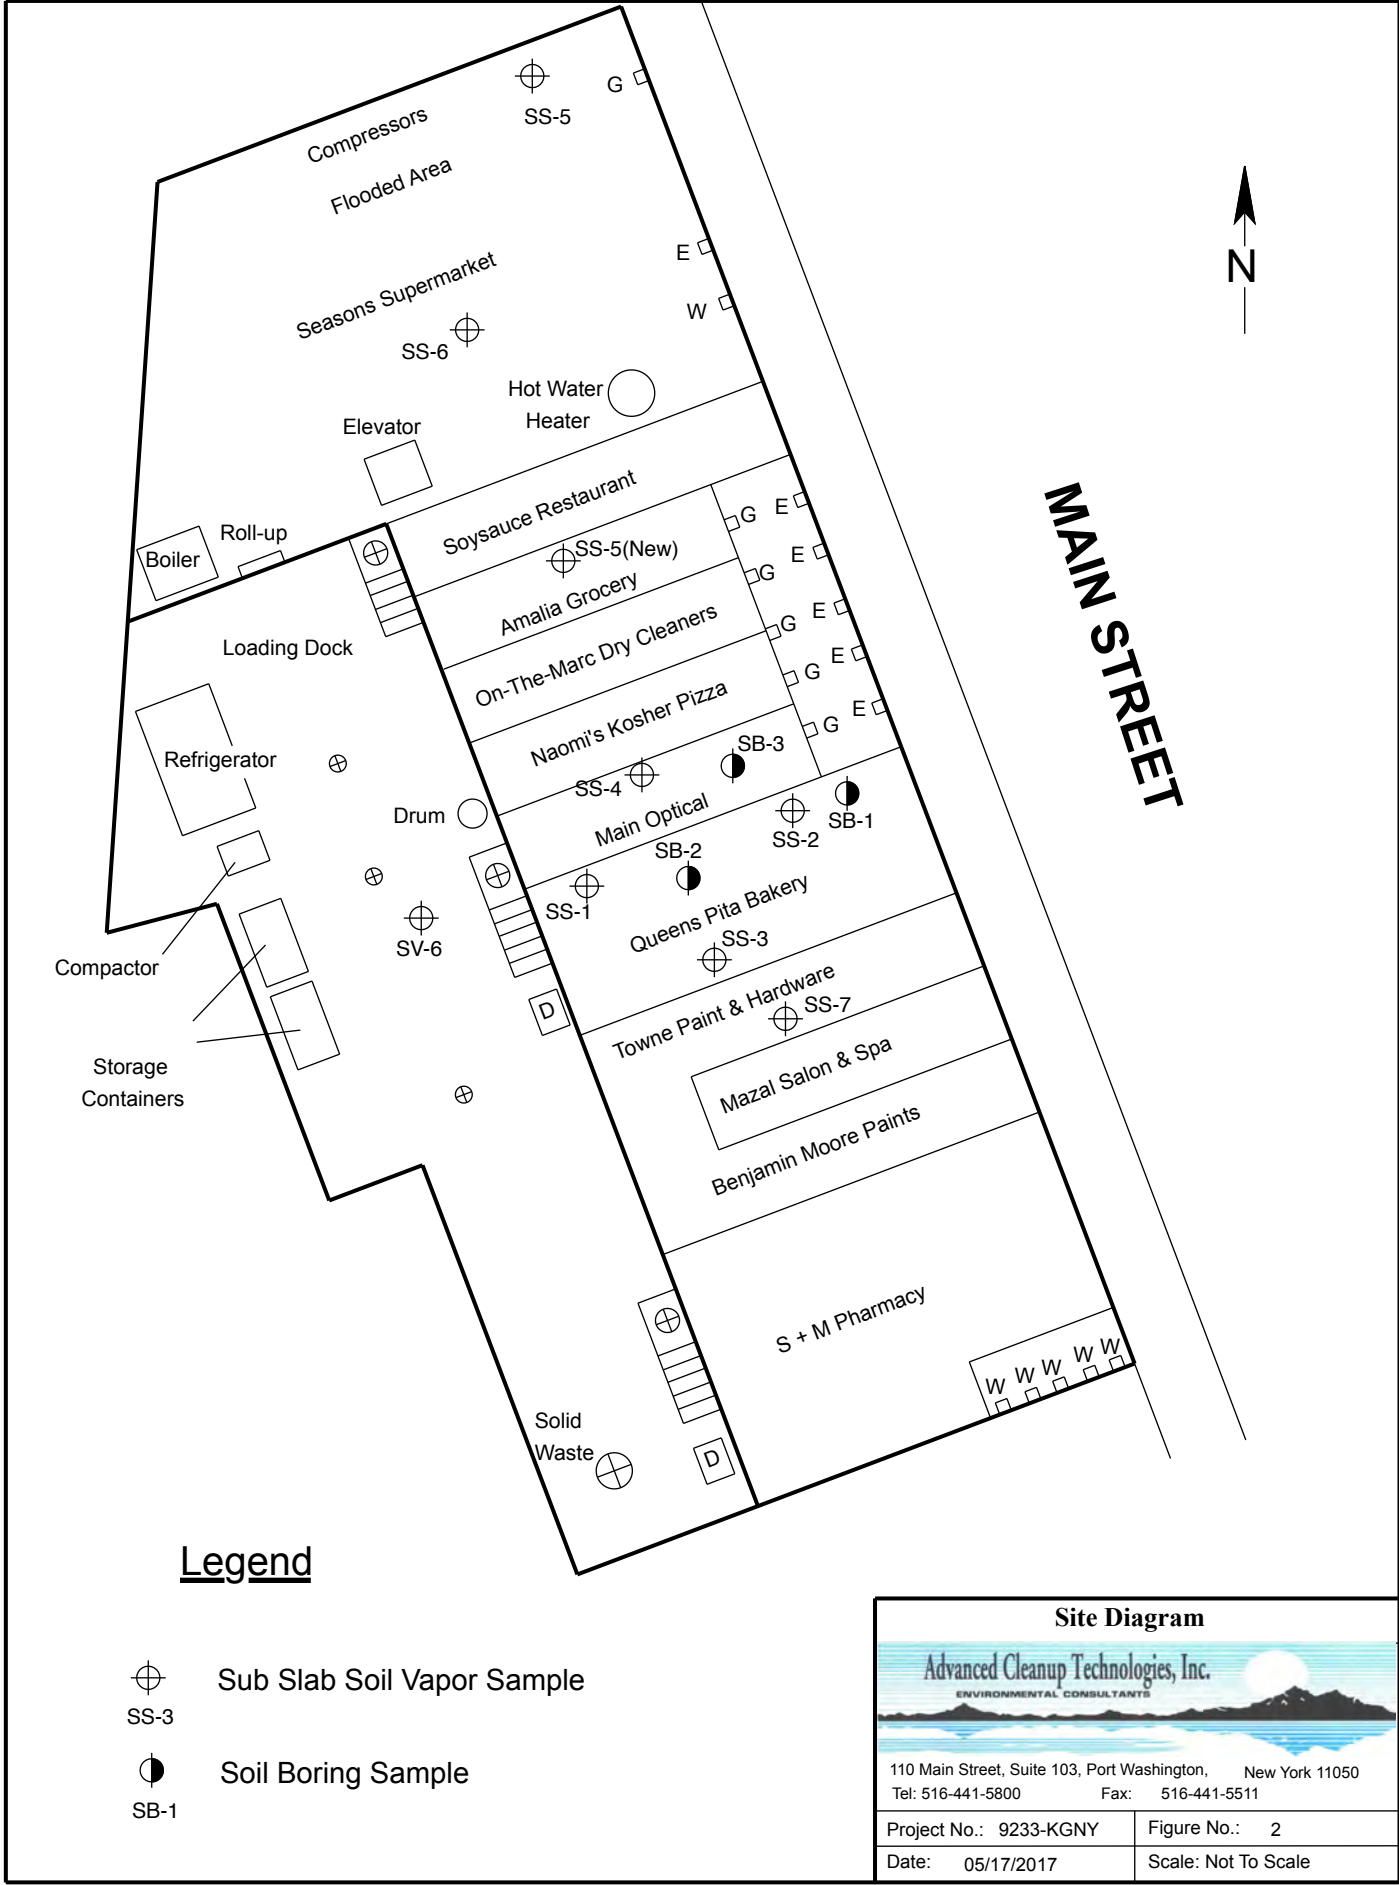 G
SS-5
Compressors
Flooded Area
E
Seasons Supermarket
W
SS-6
N
Hot Water
Heater
Elevator
Soysauce Restaurant
G E
Roll-up
Boiler
SS-5(New)
E
G
Amalia Grocery
MAIN STREET
On-The-Marc Dry Cleaners
G E
Loading Dock
E
G
Naomi's Kosher Pizza
E
G
Refrigerator
SB-3
SS-4
Drum
Main Optical
SB-1
SS-2
SB-2
SS-1
Queens Pita Bakery
SS-3
SV-6
Compactor
D
Towne Paint & Hardware
SS-7
Storage
Containers
Mazal Salon & Spa
Benjamin Moore Paints
S + M Pharmacy
W W W W W
Solid
Waste
D
Legend
Sub Slab Soil Vapor Sample
SS-3
Soil Boring Sample
SB-1
Site Diagram
Advanced Cleanup Technologies, Inc.
ENVIRONMENTAL CONSULTANTS
110 Main Street, Suite 103, Port Washington, New York 11050
Tel: 516-441-5800 Fax: 516-441-5511
Project No.: 9233-KGNY Figure No.: 2
Date: 05/17/2017 Scale: Not To Scale